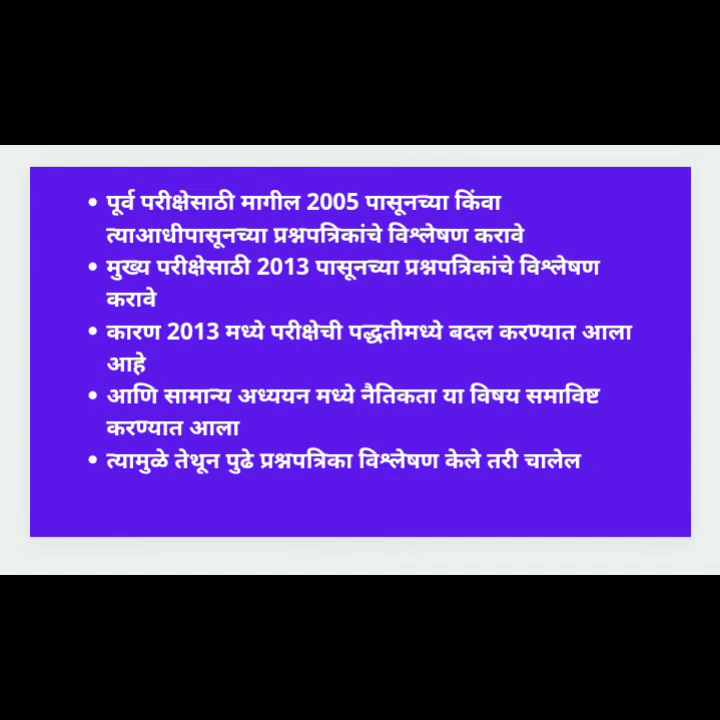 • पूर्व परीक्षेसाठी मागील 2005 पासूनच्या किंवा
त्याआधीपासूनच्या प्रश्नपत्रिकांचे विश्लेषण करावे
• मुख्य परीक्षेसाठी 2013 पासूनच्या प्रश्नपत्रिकांचे विश्लेषण
करावे
• कारण 2013 मध्ये परीक्षेची पद्धतीमध्ये बदल करण्यात आला
आहे
• आणि सामान्य अध्ययन मध्ये नैतिकता या विषय समाविष्ट
करण्यात आला
• त्यामुळे तेथून पुढे प्रश्नपत्रिका विश्लेषण केले तरी चालेल